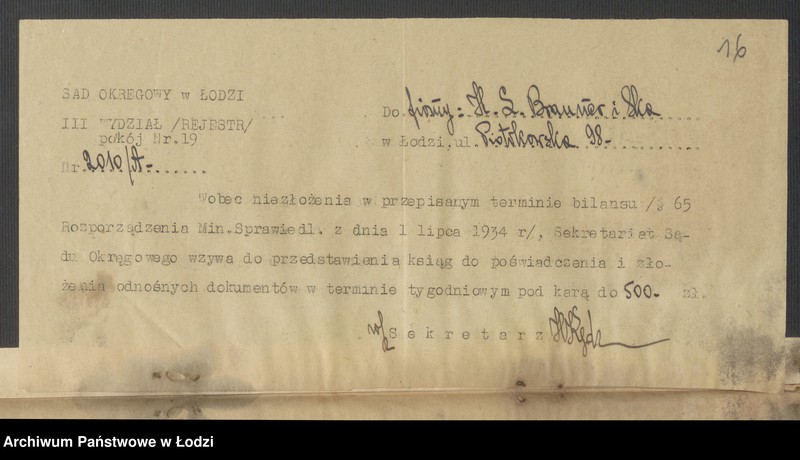 16
SAD OKRĘGOWY w ŁODZI
III WYDZIAŁ /REJESTR/
pokój Nr.19
Nr. 2010/A-.......
Do firmy: H. L. Brauner i Ska
w Łodzi, ul. Piotrkowska 98.-
Wobec niezłożenia w przepisanym terminie bilansu /§ 65
Rozporządzenia Min.Sprawiedl. z dnia 1 lipca 1934 r/, Sekretariat Są-
du Okręgowego wzywa do przedstawienia ksiąg do poświadczenia i zło-
żenia odnośnych dokumentów w terminie tygodniowym pod karą do 500.- zł.
Sekretarz
Archiwum Państwowe w Łodzi